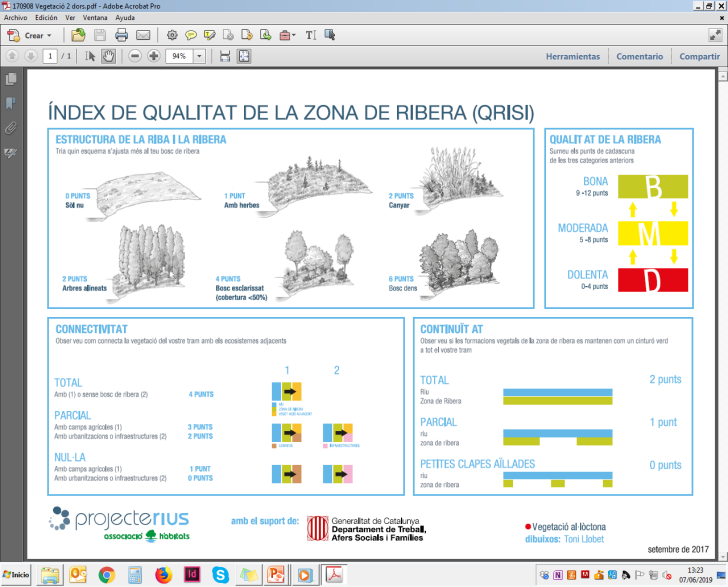 170908 Vegetació 2 dors.pdf - Adobe Acrobat Pro
Archivo Edición Ver Ventana Ayuda
Crear
1 / 1 94%
Herramientas Comentario Compartir
ÍNDEX DE QUALITAT DE LA ZONA DE RIBERA (QRISI)
ESTRUCTURA DE LA RIBA I LA RIBERA
Tria quin esquema s'ajusta més al teu bosc de ribera
0 PUNTS
Sòl nu
1 PUNT
Amb herbes
2 PUNTS
Canyar
2 PUNTS
Arbres alineats
4 PUNTS
Bosc esclarissat
(cobertura <50%)
6 PUNTS
Bosc dens
QUALIT AT DE LA RIBERA
Sumeu els punts de cadascuna
de les tres categories anteriors
BONA
9 -12 punts
B
MODERADA
5 -8 punts
M
DOLENTA
0-4 punts
D
CONNECTIVITAT
Observeu com connecta la vegetació del vostre tram amb els ecosistemes adjacents
1 2
TOTAL
Amb (1) o sense bosc de ribera (2) 4 PUNTS
RIU
ZONA DE RIBERA
PARCIAL
Amb camps agrícoles (1) 3 PUNTS
Amb urbanitzacions o infraestructures (2) 2 PUNTS
NUL·LA
Amb camps agrícoles (1) 1 PUNT
Amb urbanitzacions o infraestructures (2) 0 PUNTS
CONTINUÏT AT
Observeu si les formacions vegetals de la zona de ribera es mantenen com un cinturó verd
a tot el vostre tram
TOTAL 2 punts
Riu
Zona de Ribera
PARCIAL 1 punt
riu
zona de ribera
PETITES CLAPES AÏLLADES 0 punts
riu
zona de ribera
projecterius
associació hàbitats
amb el suport de:
Generalitat de Catalunya
Departament de Treball,
Afers Socials i Famílies
Vegetació al·lòctona
dibuixos: Toni Llobet
setembre de 2017
Inicio
13:23
07/06/2019